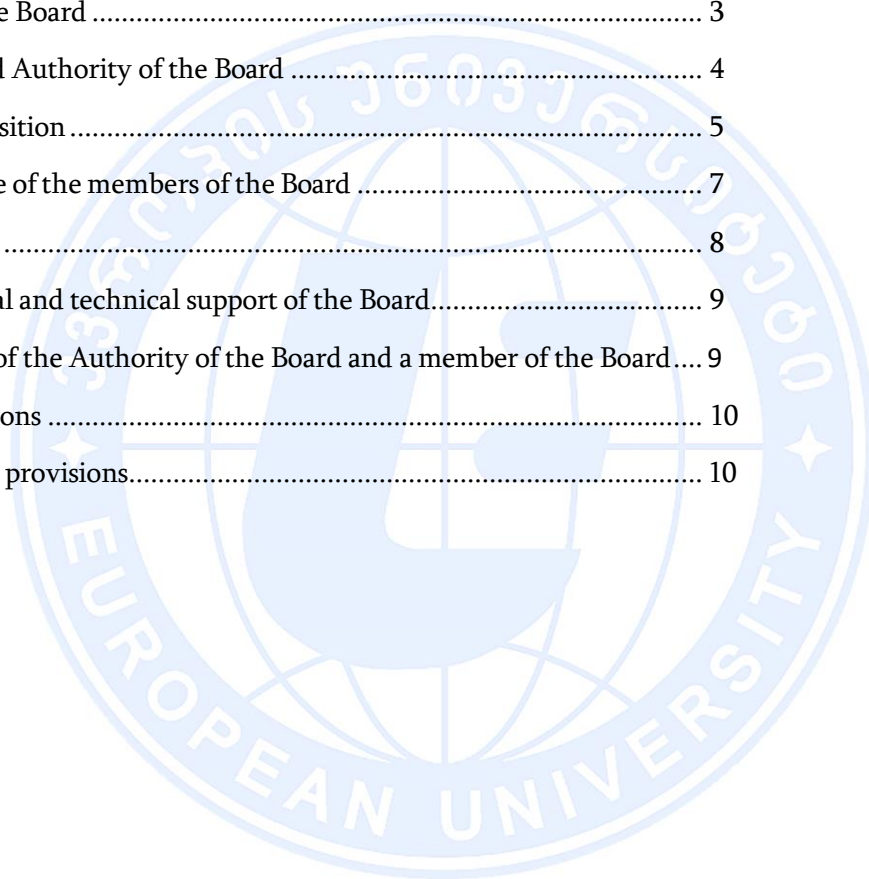 e Board ........ 3
d Authority of the Board ........ 4
sition ........ 5
e of the members of the Board ........ 7
........ 8
al and technical support of the Board........ 9
of the Authority of the Board and a member of the Board.... 9
ons ........ 10
provisions........ 10
ევროპის უნივერსიტეტი
EUROPEAN UNIVERSITY